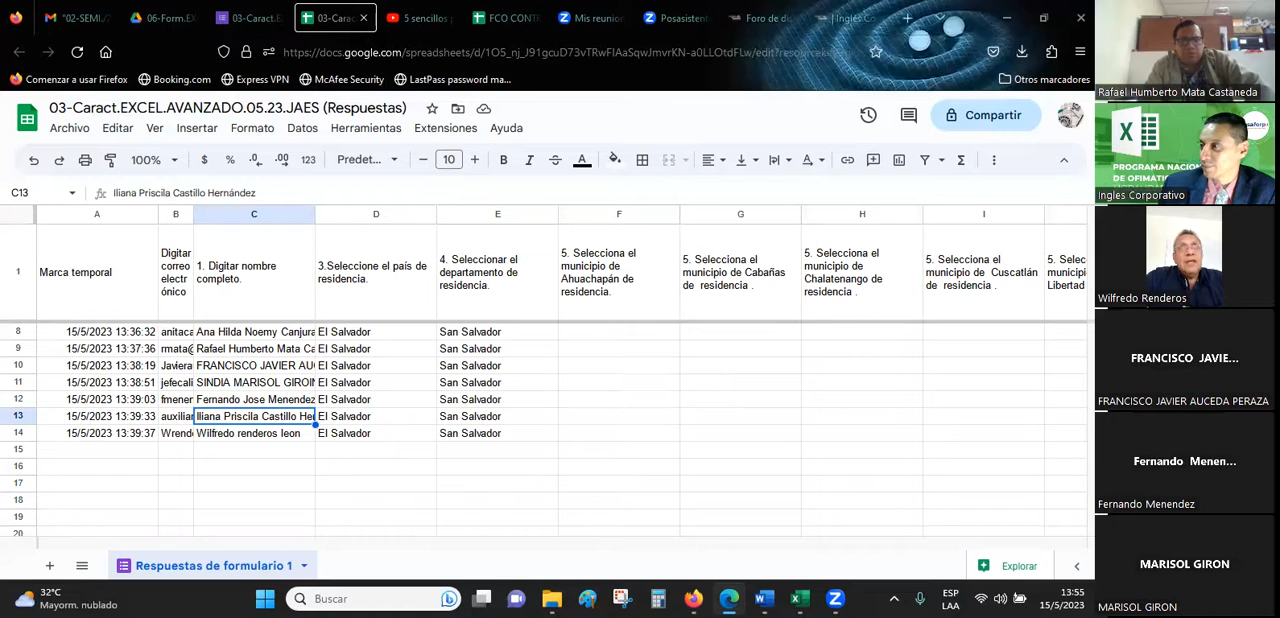 "02-SEMI.
06-Form.E
03-Caract.E
03-Carac
5 sencillos
FCO CONT
Mis reunion
Posasistent
Foro de d
Inglés Cor
https://docs.google.com/spreadsheets/d/
Comenzar a usar Firefox Booking.com Express VPN McAfee Security LastPass password ma... Otros marcadores
03-Caract.EXCEL.AVANZADO.05.23.JAES (Respuestas)
Archivo Editar Ver Insertar Formato Datos Herramientas Extensiones Ayuda
Compartir
100% $ % .0 .00 123 Predet... 10 B I A
C13 fx Iliana Priscila Castillo Hernández
A B C D E F G H I
1 Marca temporal
Digitar
correo
electr
ónico
1. Digitar nombre
completo.
3.Seleccione el país de
residencia.
4. Seleccionar el
departamento de
residencia.
5. Selecciona el
municipio de
Ahuachapán de
residencia.
5. Selecciona el
municipio de Cabañas
de residencia .
5. Selecciona el
municipio de
Chalatenango de
residencia .
5. Selecciona el
municipio de Cuscatlán
de residencia .
5. Selec
municipi
Libertad
8 15/5/2023 13:36:32 anitaca Ana Hilda Noemy Canjura El Salvador San Salvador
9 15/5/2023 13:37:36 rmata@ Rafael Humberto Mata Ca El Salvador San Salvador
10 15/5/2023 13:38:19 Javiera FRANCISCO JAVIER AU El Salvador San Salvador
11 15/5/2023 13:38:51 jefecali SINDIA MARISOL GIROI El Salvador San Salvador
12 15/5/2023 13:39:03 fmener Fernando Jose Menendez El Salvador San Salvador
13 15/5/2023 13:39:33 auxiliar Iliana Priscila Castillo Her El Salvador San Salvador
14 15/5/2023 13:39:37 Wrend Wilfredo renderos leon El Salvador San Salvador
15
16
17
18
19
20
Respuestas de formulario 1
Explorar
32°C
Mayorm. nublado
Buscar
ESP
LAA
13:55
15/5/2023
Rafael Humberto Mata Castaneda
PROGRAMA NACIO
DE OFIMATI
Ingles Corporativo
Wilfredo Renderos
FRANCISCO JAVIE...
FRANCISCO JAVIER AUCEDA PERAZA
Fernando Menen...
Fernando Menendez
MARISOL GIRON
MARISOL GIRON